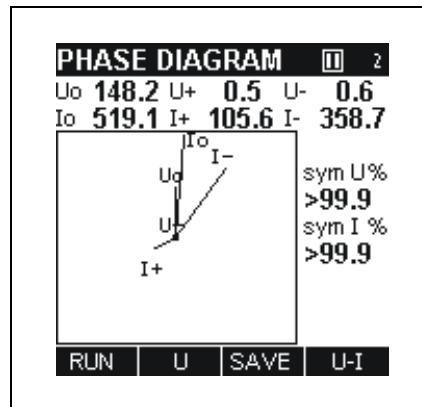 PHASE DIAGRAM 2
Uo 148.2 U+ 0.5 U- 0.6
Io 519.1 I+ 105.6 I- 358.7
Io
I-
Uo
sym U%
>99.9
U-
sym I %
>99.9
I+
RUN U SAVE U-I